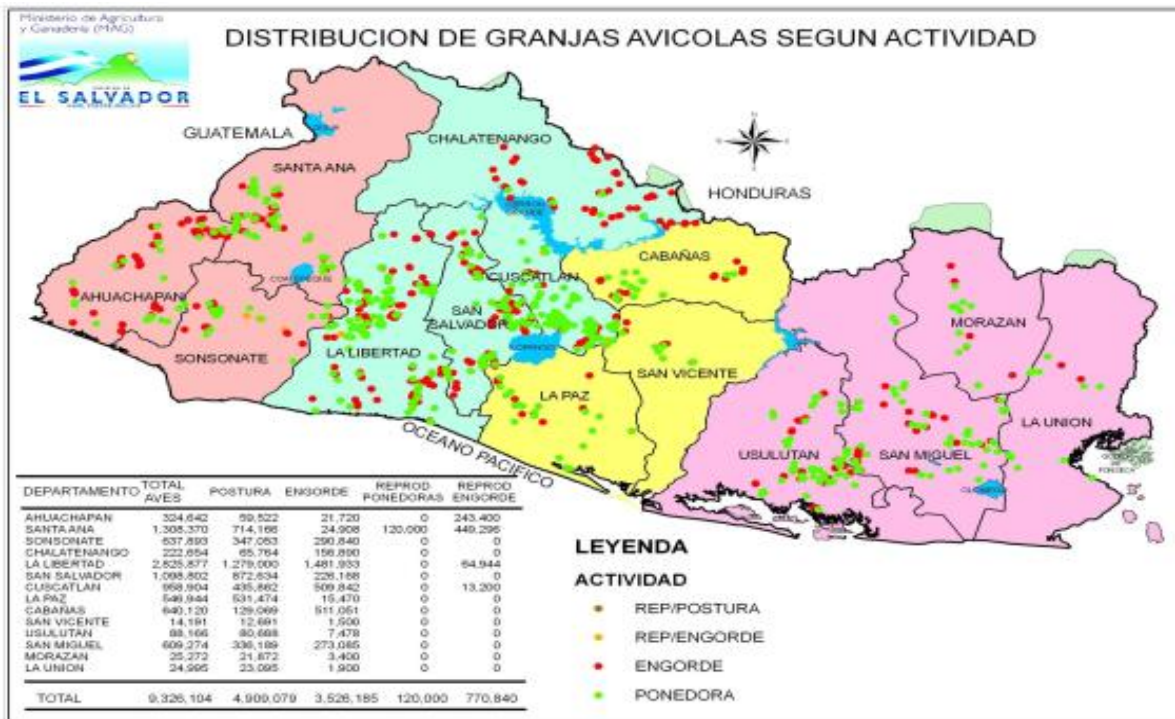 Ministerio de Agricultura
y Ganadería (MAG)
EL SALVADOR
DISTRIBUCION DE GRANJAS AVICOLAS SEGUN ACTIVIDAD
GUATEMALA
CHALATENANGO
SANTA ANA
HONDURAS
CABAÑAS
CUSCATLAN
AHUACHAPAN
SAN
SALVADOR
MORAZAN
SONSONATE
LA LIBERTAD
SAN VICENTE
LA PAZ
LA UNION
USULUTAN
SAN MIGUEL
OCEANO PACIFICO
DEPARTAMENTO TOTAL AVES POSTURA ENGORDE REPROD PONEDORAS REPROD ENGORDE
AHUACHAPAN 324,642 59,522 21,720 0 243,400
SANTA ANA 1,308,370 714,166 24,908 120,000 449,296
SONSONATE 637,893 347,053 290,840 0 0
CHALATENANGO 222,654 65,764 156,890 0 0
LA LIBERTAD 2,825,877 1,279,000 1,481,933 0 64,944
SAN SALVADOR 1,098,802 872,634 226,168 0 0
CUSCATLAN 958,904 435,862 509,842 0 13,200
LA PAZ 546,944 531,474 15,470 0 0
CABAÑAS 640,120 129,069 511,051 0 0
SAN VICENTE 14,191 12,691 1,500 0 0
USULUTAN 88,166 80,688 7,478 0 0
SAN MIGUEL 609,274 336,189 273,085 0 0
MORAZAN 25,272 21,872 3,400 0 0
LA UNION 24,995 23,095 1,900 0 0
TOTAL 9,326,104 4,909,079 3,526,185 120,000 770,840
LEYENDA
ACTIVIDAD
REP/POSTURA
REP/ENGORDE
ENGORDE
PONEDORA